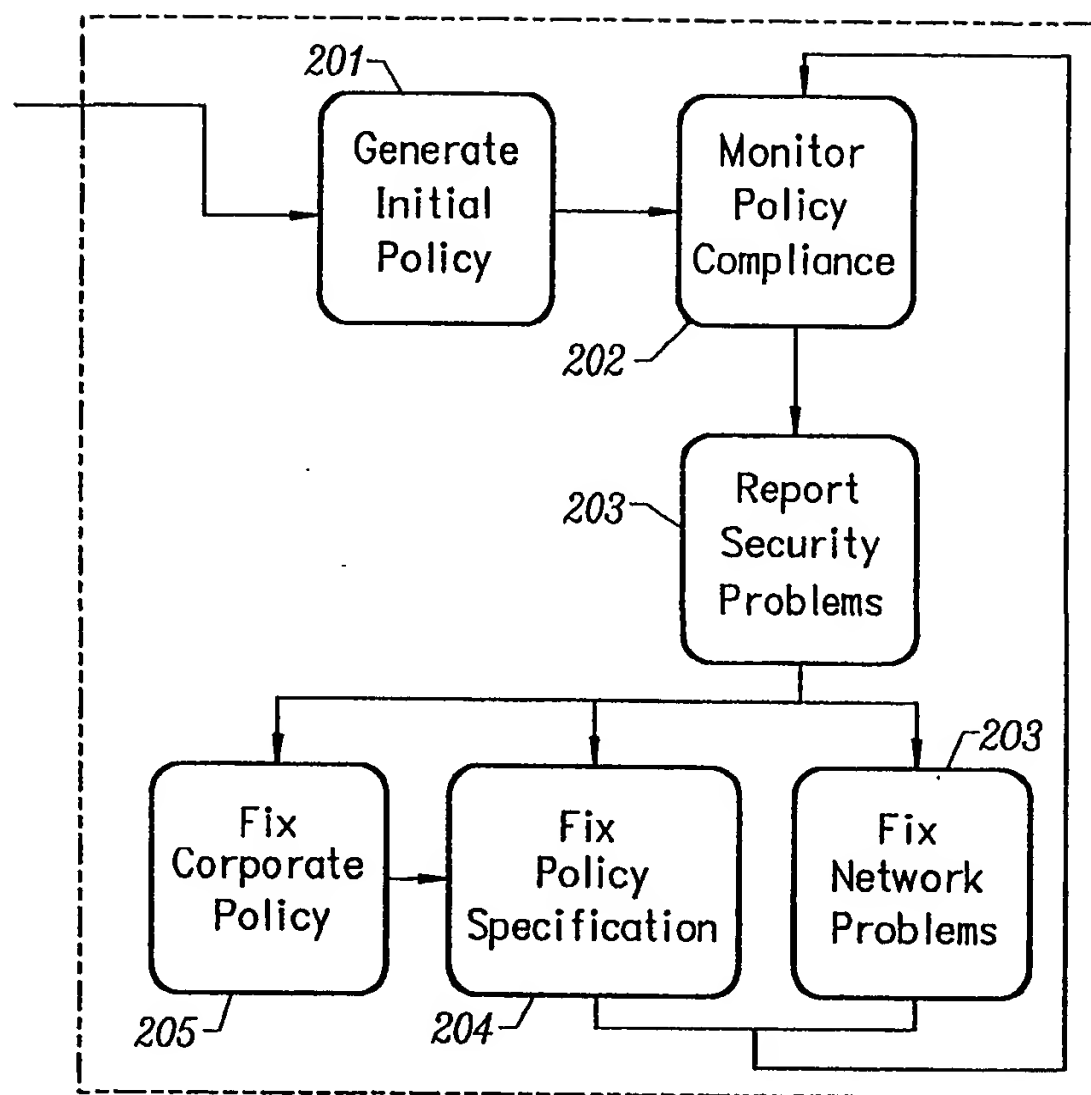 201
Generate
Initial
Policy
Monitor
Policy
Compliance
202
203
Report
Security
Problems
203
Fix
Corporate
Policy
Fix
Policy
Specification
Fix
Network
Problems
205
204